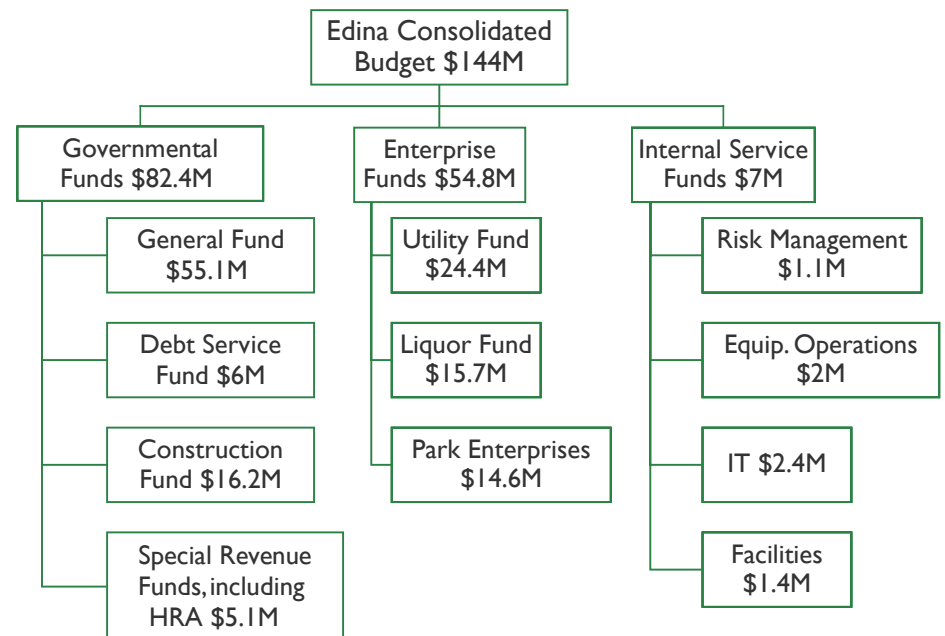 Edina Consolidated
Budget $144M
Governmental
Funds $82.4M
General Fund
$55.1M
Debt Service
Fund $6M
Construction
Fund $16.2M
Special Revenue
Funds, including
HRA $5.1M
Enterprise
Funds $54.8M
Utility Fund
$24.4M
Liquor Fund
$15.7M
Park Enterprises
$14.6M
Internal Service
Funds $7M
Risk Management
$1.1M
Equip. Operations
$2M
IT $2.4M
Facilities
$1.4M